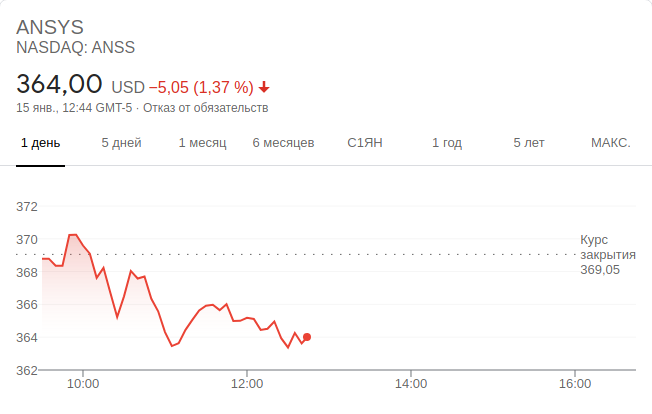 ANSYS
NASDAQ: ANSS
364,00 USD −5,05 (1,37 %)
15 янв., 12:44 GMT-5 · Отказ от обязательств
1 день 5 дней 1 месяц 6 месяцев С1ЯН 1 год 5 лет МАКС.
372
370
368
366
364
362
Курс
закрытия
369,05
10:00 12:00 14:00 16:00